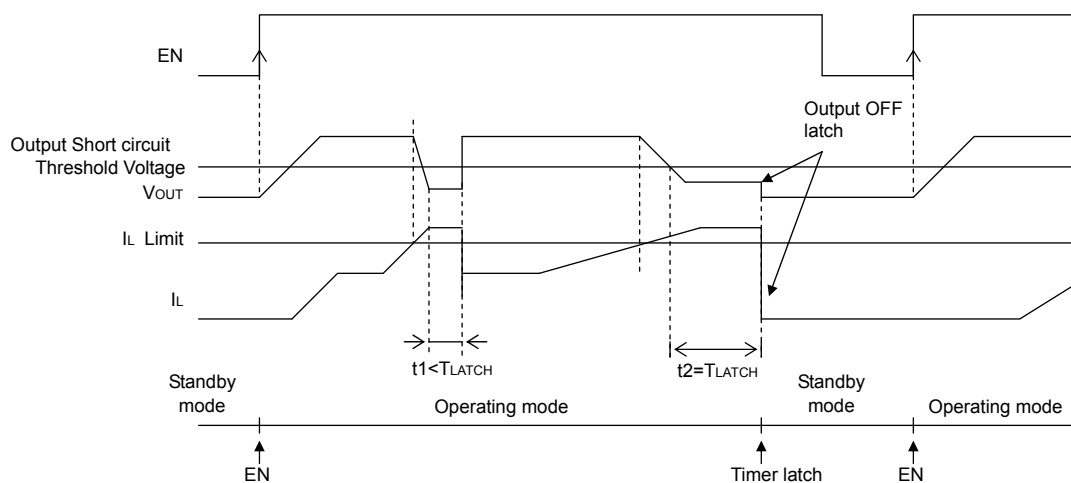 EN
Output OFF
latch
Output Short circuit
Threshold Voltage
VOUT
IL Limit
IL
t1<TLATCH
t2=TLATCH
Standby
mode
Operating mode
Standby
mode
Operating mode
EN
Timer latch
EN